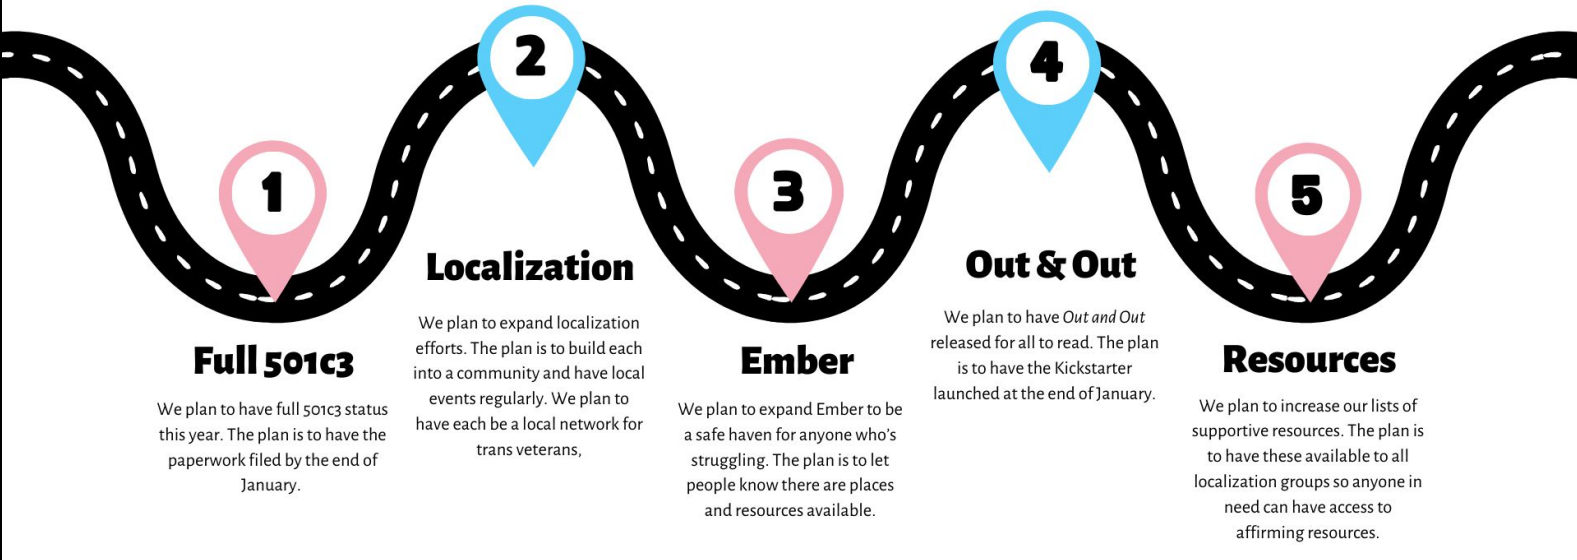 1
Full 501c3
We plan to have full 501c3 status
this year. The plan is to have the
paperwork filed by the end of
January.
2
Localization
We plan to expand localization
efforts. The plan is to build each
into a community and have local
events regularly. We plan to
have each be a local network for
trans veterans,
3
Ember
We plan to expand Ember to be
a safe haven for anyone who's
struggling. The plan is to let
people know there are places
and resources available.
4
Out & Out
We plan to have Out and Out
released for all to read. The plan
is to have the Kickstarter
launched at the end of January.
5
Resources
We plan to increase our lists of
supportive resources. The plan is
to have these available to all
localization groups so anyone in
need can have access to
affirming resources.